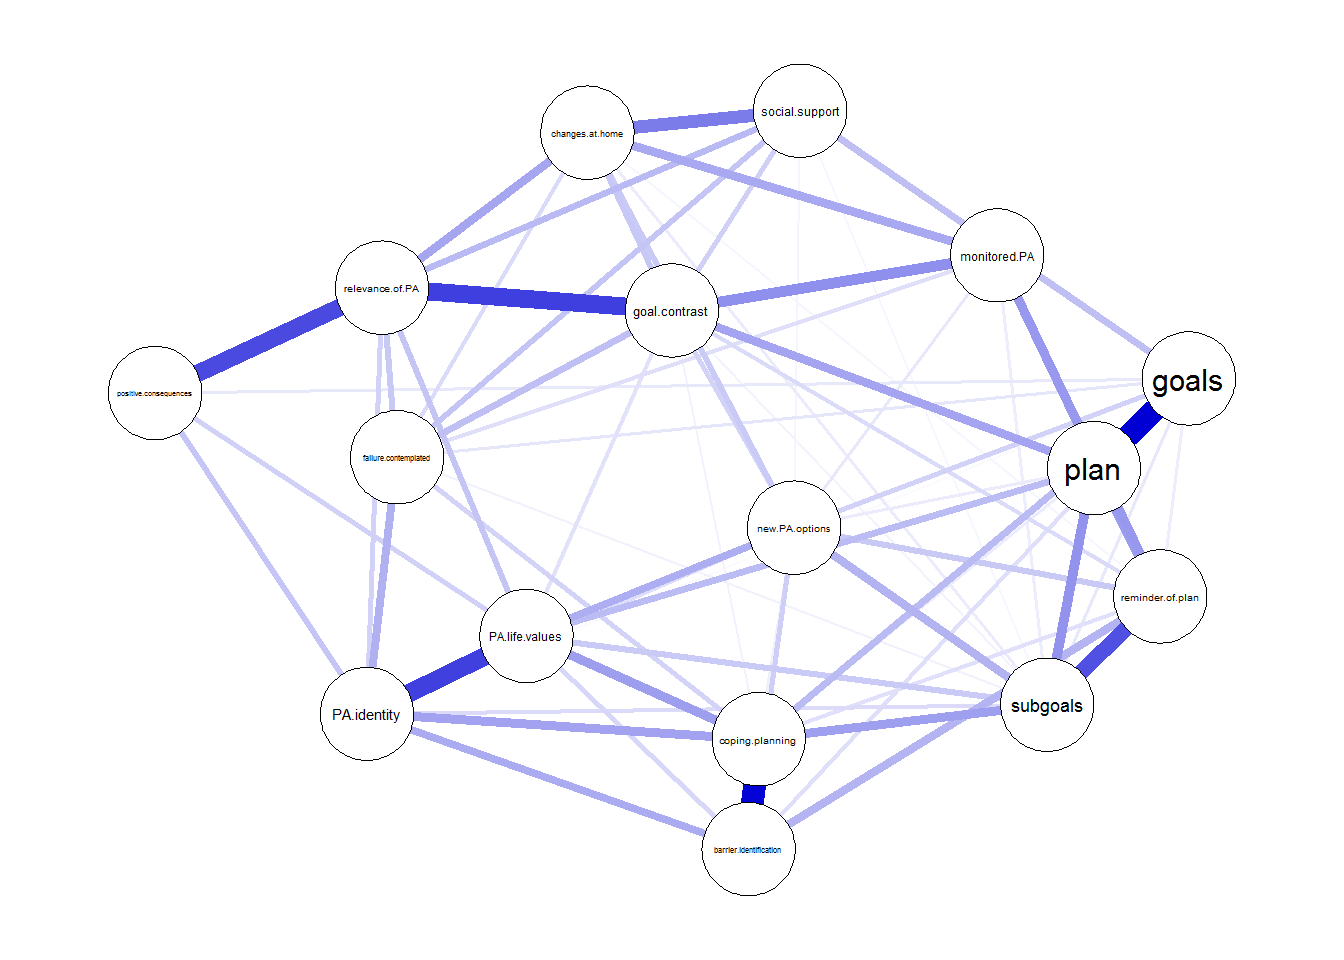 social.support
changes.at.home
monitored.PA
relevance.of.PA
goal.contrast
goals
positive.consequences
failure.contemplated
plan
new.PA.options
reminder.of.plan
PA.life.values
subgoals
PA.identity
coping.planning
barrier.identification